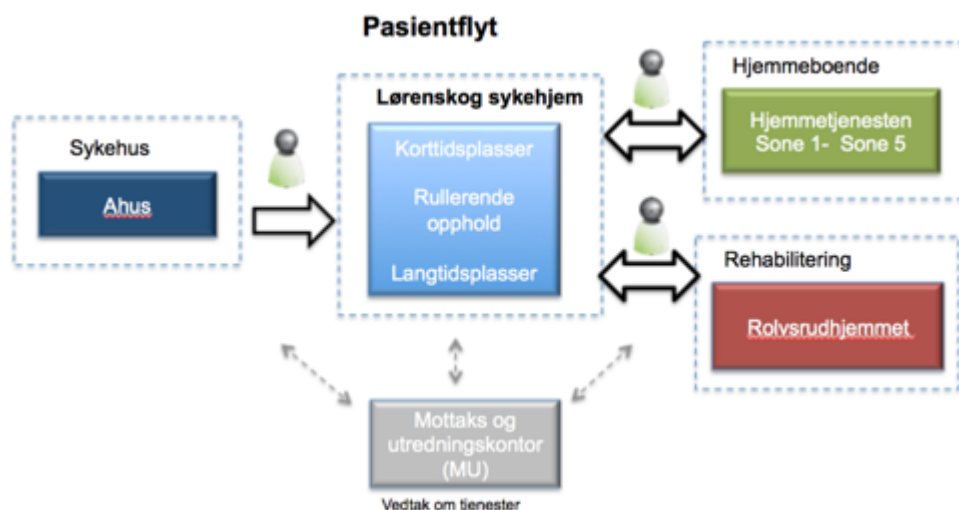 Pasientflyt
Sykehus
Ahus
Lørenskog sykehjem
Korttidsplasser
Rullerende
opphold
Langtidsplasser
Hjemmeboende
Hjemmetjenesten
Sone 1- Sone 5
Rehabilitering
Rolvsrudhjemmet
Mottaks og
utredningskontor
(MU)
Vedtak om tjenester